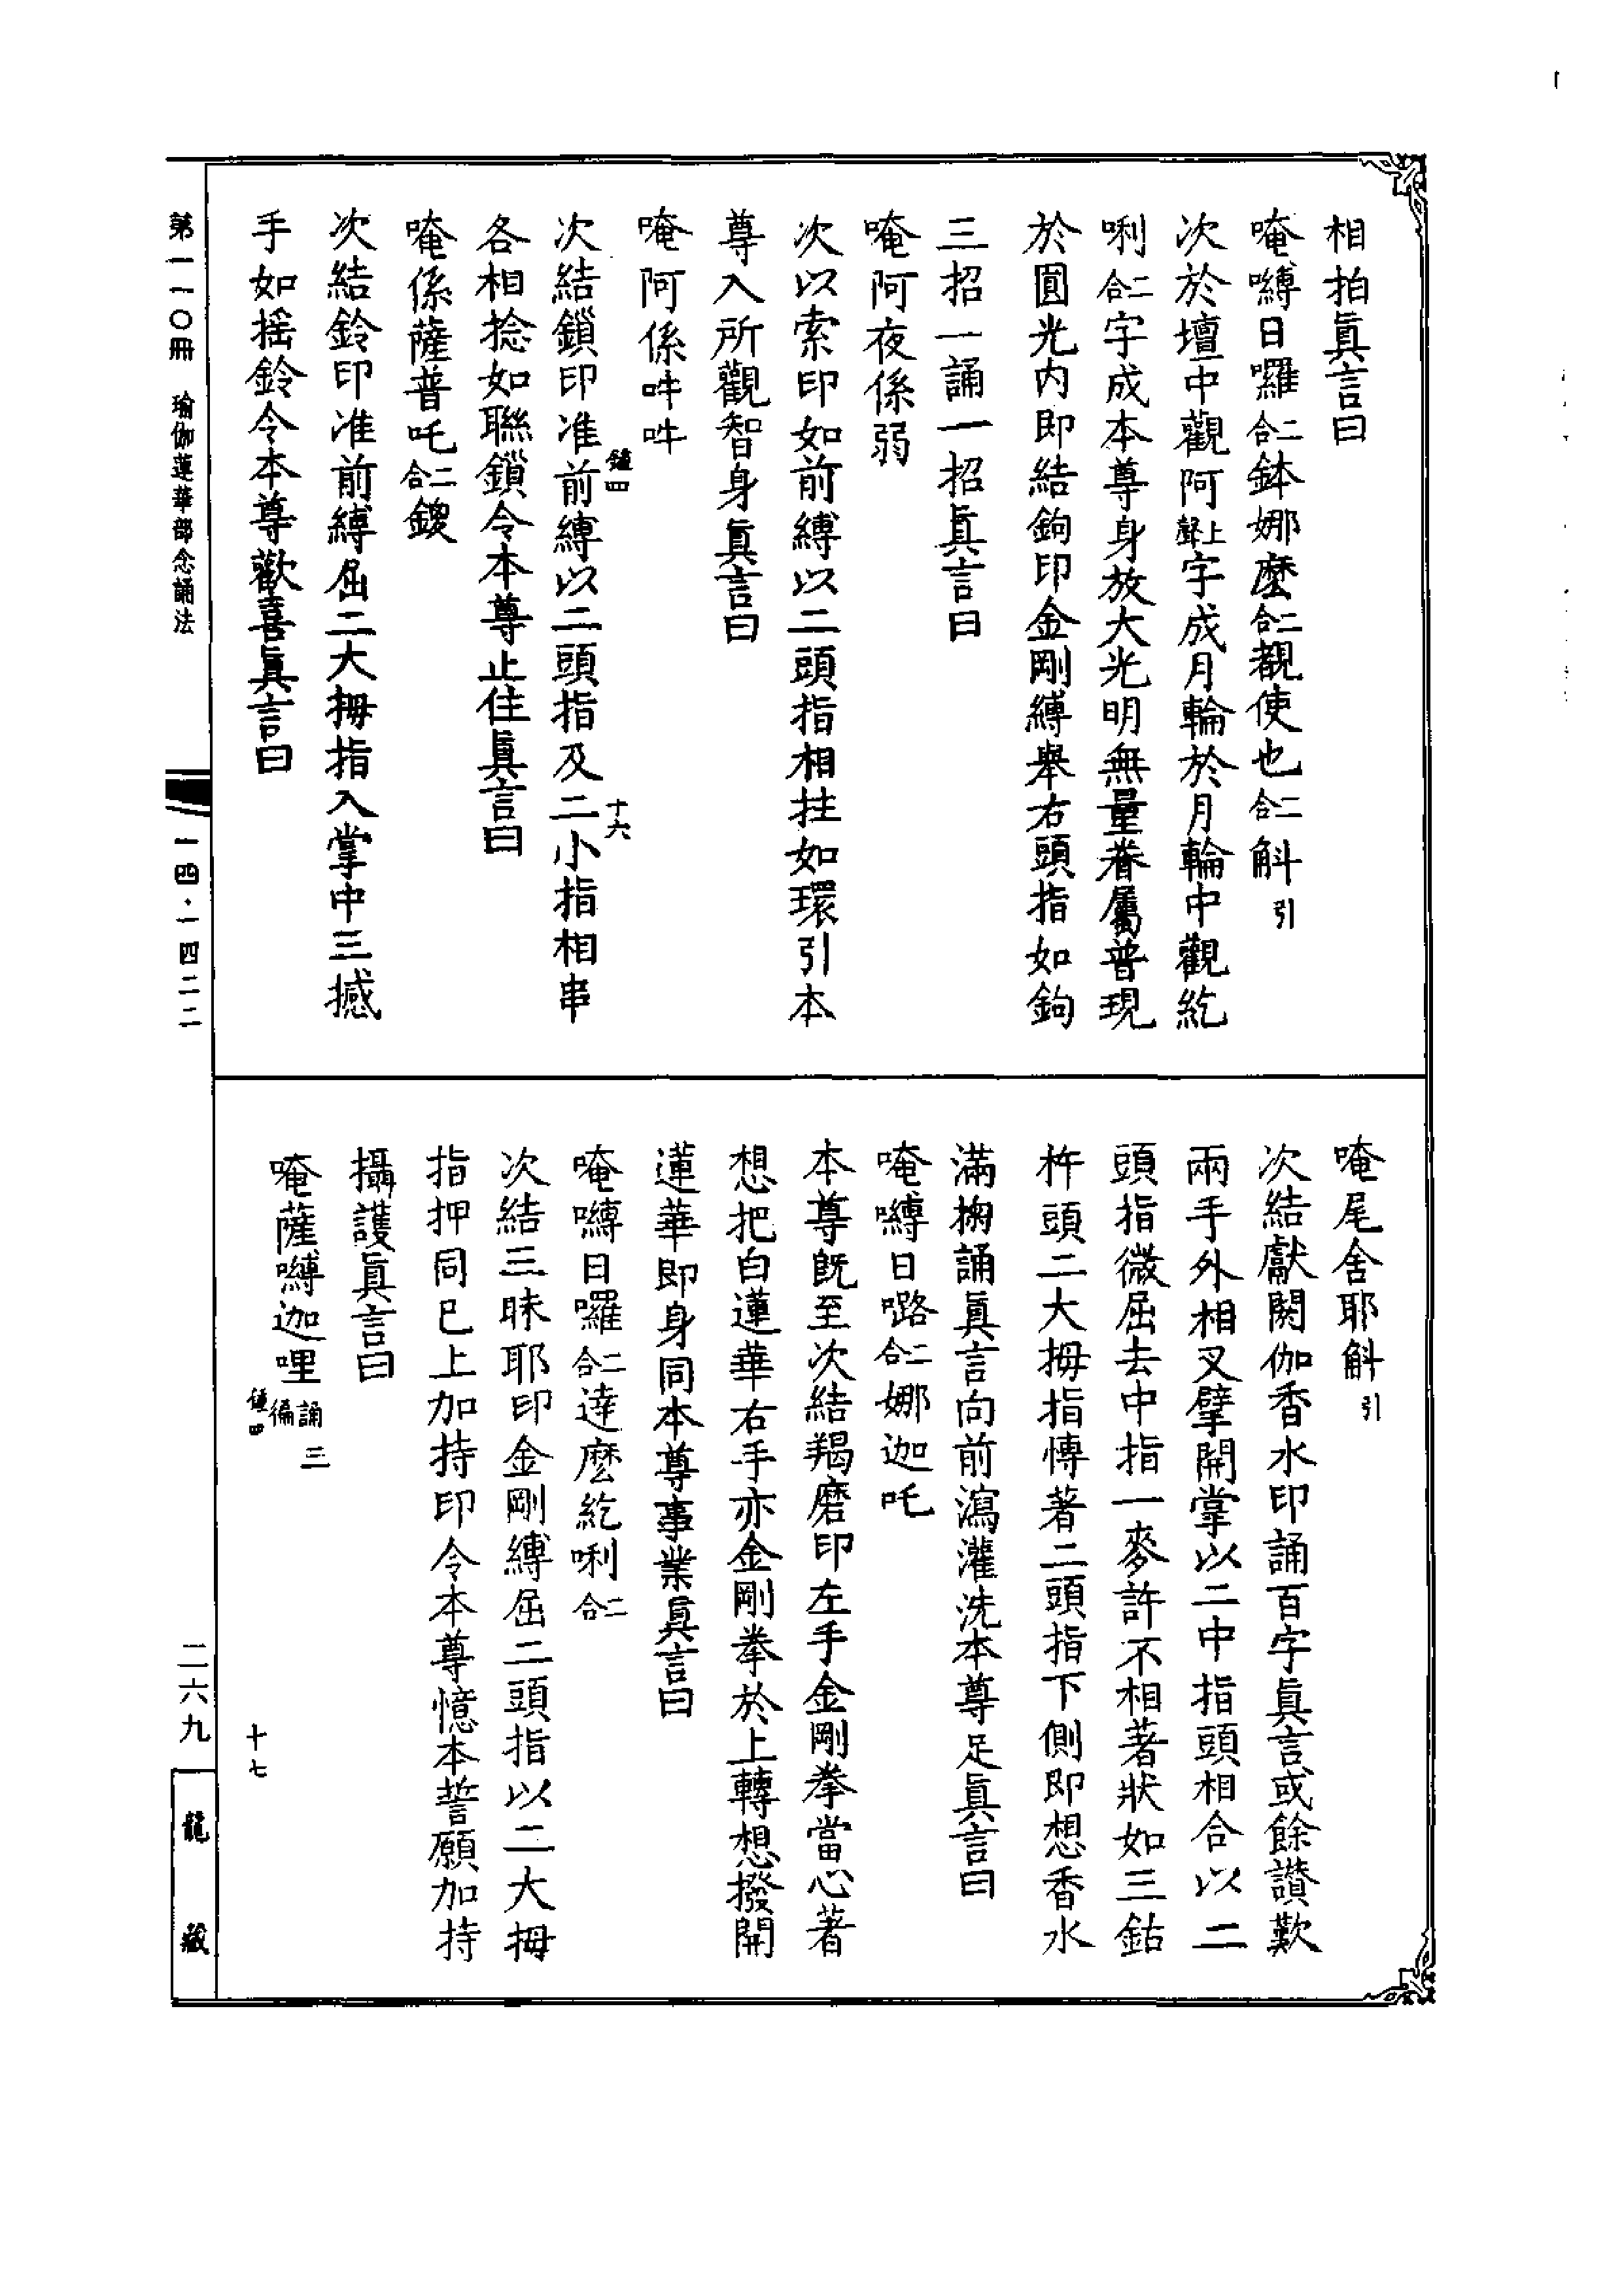 相拍眞言曰
唵嚩日囉二合鉢娜麼二合覩使也二合斛引
次於壇中觀阿上聲字成月輪於月輪中觀紇
唎二合字成本尊身放大光明無量眷屬普現
於圓光內即結鉤印金剛縛舉右頭指如鉤
三招一誦一招眞言曰
唵阿夜係弱
次以索印如前縛以二頭指相拄如環引本
尊入所觀智身眞言曰
唵阿係吽吽
鍾四 十六
次結鎖印准前縛以二頭指及二小指相串
各相捻如聯鎖令本尊止住眞言曰
唵係薩普吒二合鍐
次結鈴印准前縛屈二大拇指入掌中三撼
手如搖鈴令本尊歡喜眞言曰
唵尾舍耶斛引
次結獻閼伽香水印誦百字眞言或餘讚歎
兩手外相叉擘開掌以二中指頭相合以二
頭指微屈去中指一麥許不相著狀如三鈷
杵頭二大拇指愽著二頭指下側即想香水
滿掬誦眞言向前瀉灌洗本尊足眞言曰
唵嚩日嚕二合娜迦吒
本尊旣至次結羯磨印左手金剛拳當心著
想把白蓮華右手亦金剛拳於上轉想撥開
蓮華即身同本尊事業眞言曰
唵嚩日囉二合達麼紇唎二合
次結三昧耶印金剛縛屈二頭指以二大拇
指押同已上加持印令本尊憶本誓願加持
攝護眞言曰
唵薩嚩迦哩誦三徧
鍾四 十七
第一一〇冊 瑜伽蓮華部念誦法
一四·一四二二
二六九
龍藏